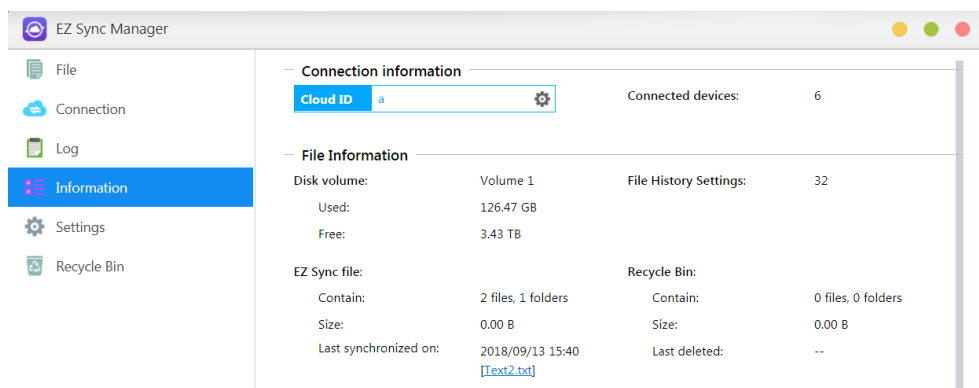 EZ Sync Manager
File
Connection
Log
Information
Settings
Recycle Bin
Connection information
Cloud ID a
Connected devices: 6
File Information
Disk volume: Volume 1 File History Settings: 32
Used: 126.47 GB
Free: 3.43 TB
EZ Sync file: Recycle Bin:
Contain: 2 files, 1 folders Contain: 0 files, 0 folders
Size: 0.00 B Size: 0.00 B
Last synchronized on: 2018/09/13 15:40 Last deleted: --
[Text2.txt]